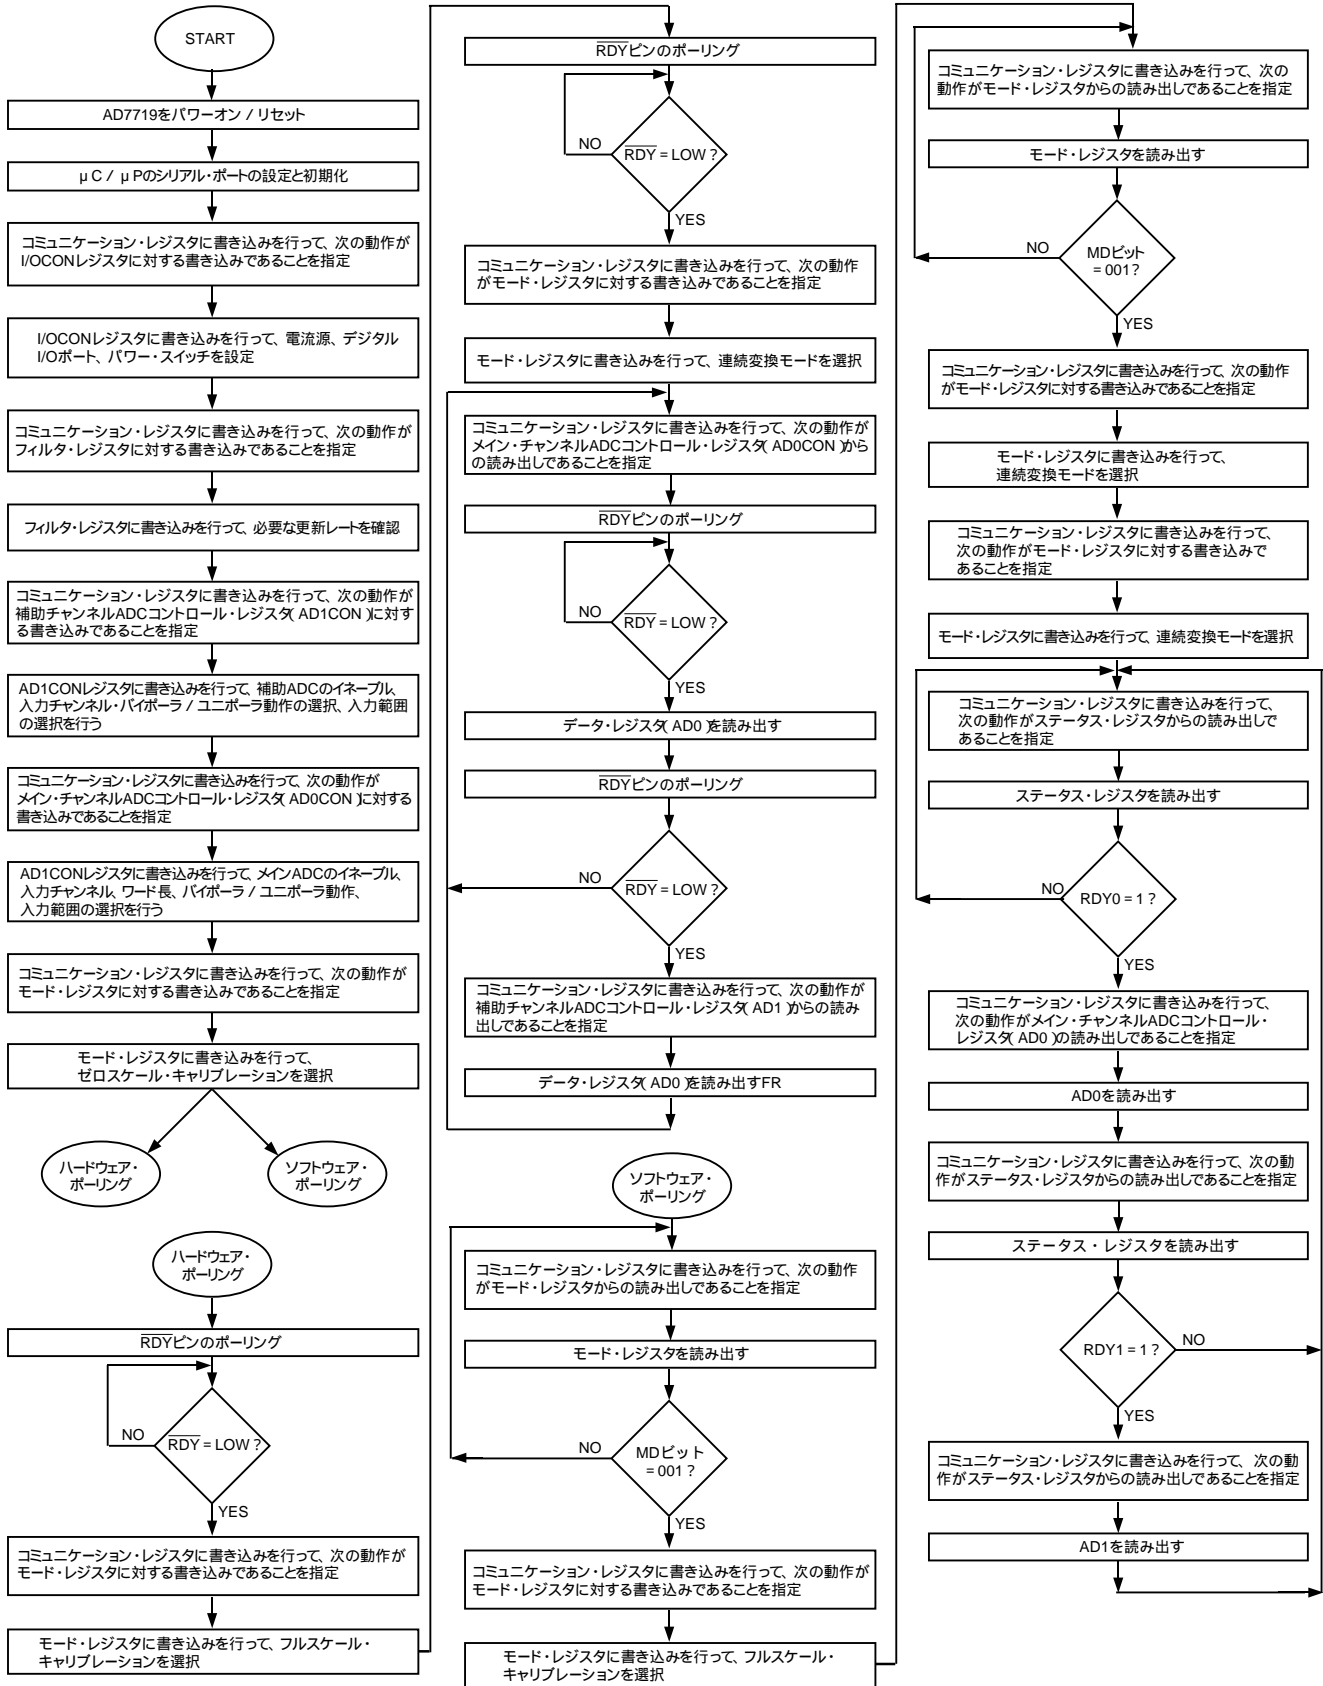 START
AD7719をパワーオン / リセット
μC / μPのシリアル・ポートの設定と初期化
コミュニケーション・レジスタに書き込みを行って、次の動作が
I/OCONレジスタに対する書き込みであることを指定
I/OCONレジスタに書き込みを行って、電流源、デジタル
I/Oポート、パワー・スイッチを設定
コミュニケーション・レジスタに書き込みを行って、次の動作が
フィルタ・レジスタに対する書き込みであることを指定
フィルタ・レジスタに書き込みを行って、必要な更新レートを確認
コミュニケーション・レジスタに書き込みを行って、次の動作が
補助チャンネルADCコントロール・レジスタ( AD1CON )に対す
る書き込みであることを指定
AD1CONレジスタに書き込みを行って、補助ADCのイネーブル、
入力チャンネル・バイポーラ / ユニポーラ動作の選択、入力範囲
の選択を行う
コミュニケーション・レジスタに書き込みを行って、次の動作が
メイン・チャンネルADCコントロール・レジスタ( AD0CON )に対する
書き込みであることを指定
AD1CONレジスタに書き込みを行って、メインADCのイネーブル、
入力チャンネル、ワード長、バイポーラ / ユニポーラ動作、
入力範囲の選択を行う
コミュニケーション・レジスタに書き込みを行って、次の動作が
モード・レジスタに対する書き込みであることを指定
モード・レジスタに書き込みを行って、
ゼロスケール・キャリブレーションを選択
ハードウェア・
ポーリング
ソフトウェア・
ポーリング
ハードウェア・
ポーリング
RDYピンのポーリング
NO
RDY = LOW ?
YES
コミュニケーション・レジスタに書き込みを行って、次の動作が
モード・レジスタに対する書き込みであることを指定
モード・レジスタに書き込みを行って、フルスケール・
キャリブレーションを選択
RDYピンのポーリング
NO
RDY = LOW ?
YES
コミュニケーション・レジスタに書き込みを行って、次の動作
がモード・レジスタに対する書き込みであることを指定
モード・レジスタに書き込みを行って、連続変換モードを選択
コミュニケーション・レジスタに書き込みを行って、次の動作が
メイン・チャンネルADCコントロール・レジスタ( AD0CON )から
の読み出しであることを指定
RDYピンのポーリング
NO
RDY = LOW ?
YES
データ・レジスタ( AD0 )を読み出す
RDYピンのポーリング
NO
RDY = LOW ?
YES
コミュニケーション・レジスタに書き込みを行って、次の動作が
補助チャンネルADCコントロール・レジスタ( AD1 )からの読み
出しであることを指定
データ・レジスタ( AD0 )を読み出すFR
ソフトウェア・
ポーリング
コミュニケーション・レジスタに書き込みを行って、次の動作
がモード・レジスタからの読み出しであることを指定
モード・レジスタを読み出す
NO
MDビット
= 001 ?
YES
コミュニケーション・レジスタに書き込みを行って、次の動作が
モード・レジスタに対する書き込みであることを指定
モード・レジスタに書き込みを行って、フルスケール・
キャリブレーションを選択
コミュニケーション・レジスタに書き込みを行って、次の
動作がモード・レジスタからの読み出しであることを指定
モード・レジスタを読み出す
NO
MDビット
= 001?
YES
コミュニケーション・レジスタに書き込みを行って、次の動作
がモード・レジスタに対する書き込みであることを指定
モード・レジスタに書き込みを行って、
連続変換モードを選択
コミュニケーション・レジスタに書き込みを行って、
次の動作がモード・レジスタに対する書き込みで
あることを指定
モード・レジスタに書き込みを行って、連続変換モードを選択
コミュニケーション・レジスタに書き込みを行って、
次の動作がステータス・レジスタからの読み出しで
あることを指定
ステータス・レジスタを読み出す
NO
RDY0 = 1 ?
YES
コミュニケーション・レジスタに書き込みを行って、
次の動作がメイン・チャンネルADCコントロール・
レジスタ( AD0 )の読み出しであることを指定
AD0を読み出す
コミュニケーション・レジスタに書き込みを行って、次の動
作がステータス・レジスタからの読み出しであることを指定
ステータス・レジスタを読み出す
RDY1 = 1 ?
NO
YES
コミュニケーション・レジスタに書き込みを行って、次の動
作がステータス・レジスタからの読み出しであることを指定
AD1を読み出す